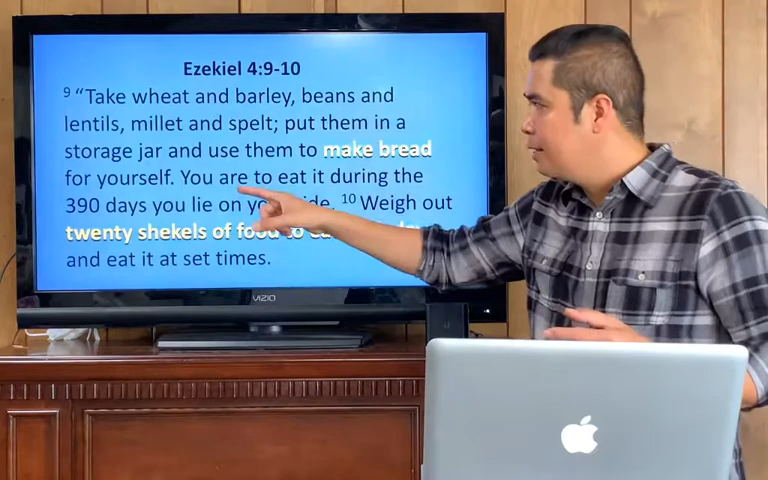 Ezekiel 4:9-10
9 “Take wheat and barley, beans and
lentils, millet and spelt; put them in a
storage jar and use them to make bread
for yourself. You are to eat it during the
390 days you lie on 10 Weigh out
twenty shekels of food to
and eat it at set times.
VIZIO